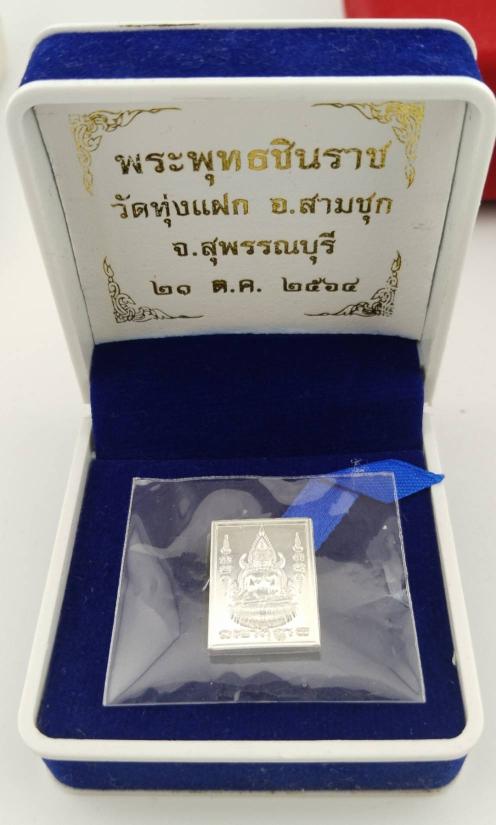 พระพุทธชินราช
วัดทุ่งแฝก อ.สามชุก
จ.สุพรรณบุรี
๒๑ ต.ค. ๒๕๖๔